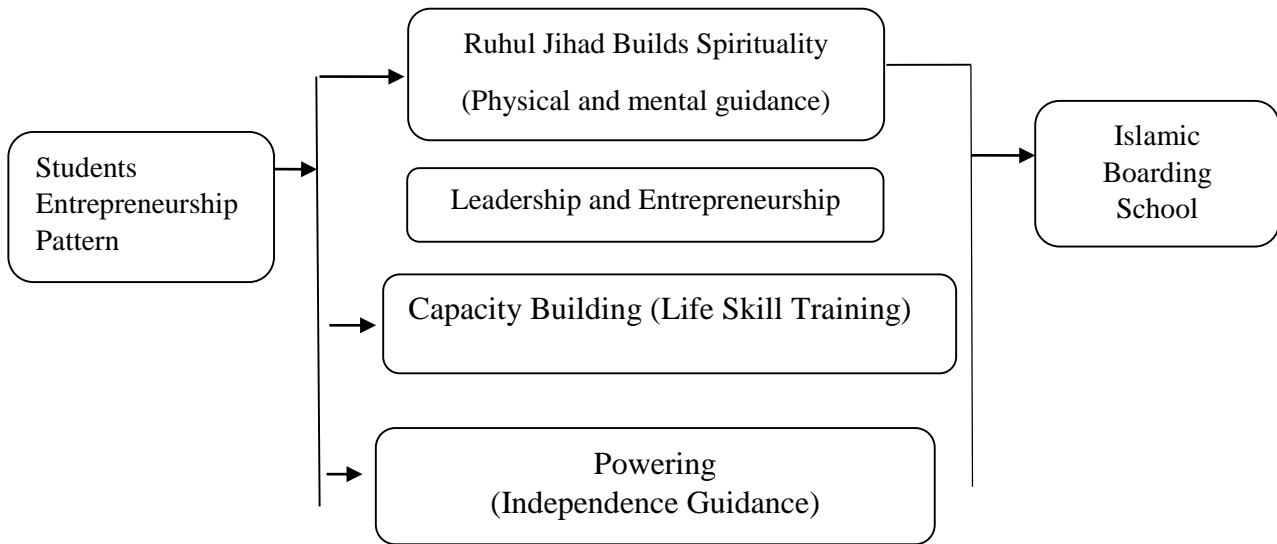 Students
Entrepreneurship
Pattern
Ruhul Jihad Builds Spirituality
(Physical and mental guidance)
Leadership and Entrepreneurship
Capacity Building (Life Skill Training)
Powering
(Independence Guidance)
Islamic
Boarding
School